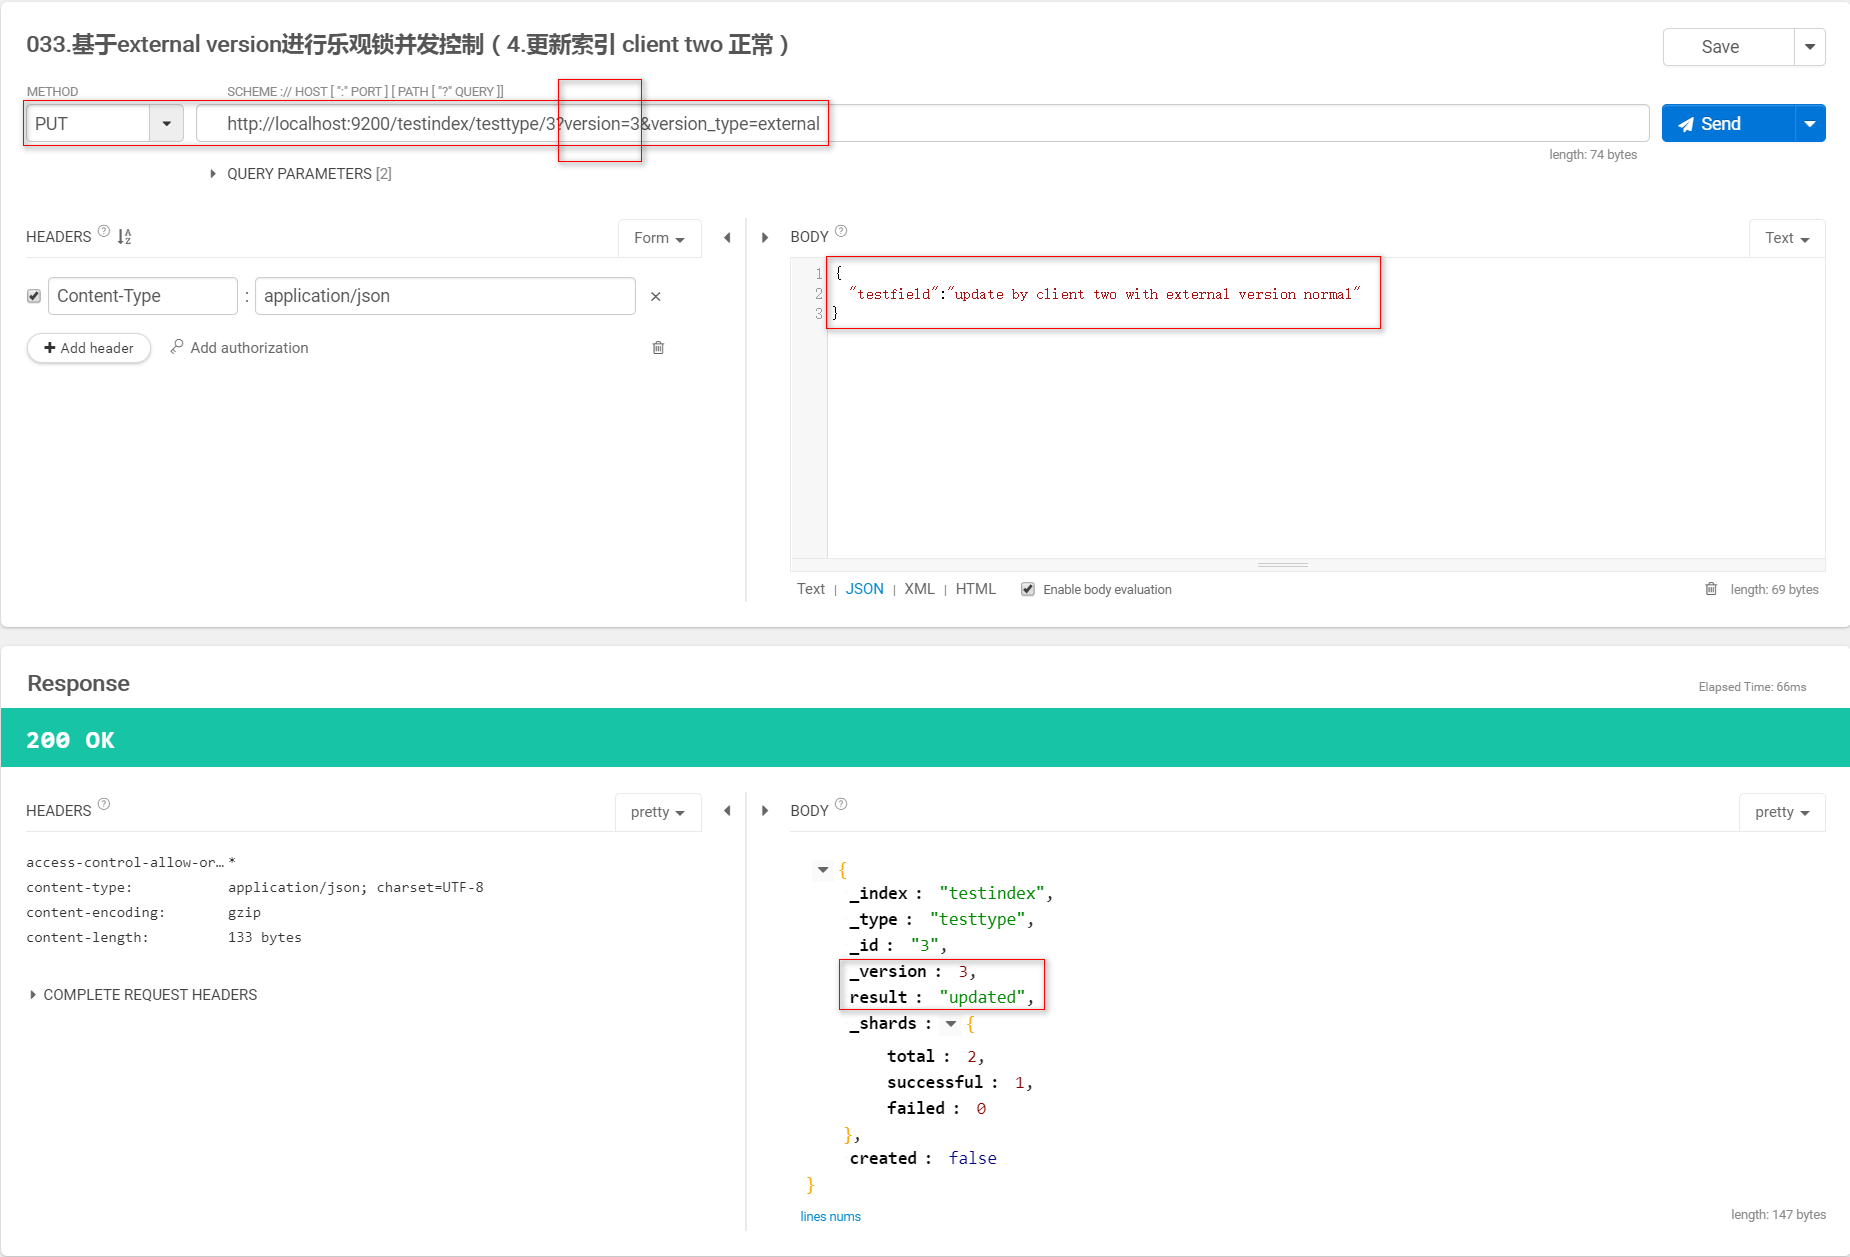 033.基于external version进行乐观锁并发控制（4.更新索引 client two 正常）
Save
METHOD
SCHEME :// HOST [ ":" PORT ] [ PATH [ "?" QUERY ]]
PUT
http://localhost:9200/testindex/testtype/3?version=3&version_type=external
Send
length: 74 bytes
QUERY PARAMETERS [2]
HEADERS ?
Form
BODY ?
Text
Content-Type : application/json ×
+ Add header
Add authorization
1 {
2 "testfield":"update by client two with external version normal"
3 }
Text | JSON | XML | HTML
Enable body evaluation
length: 69 bytes
Response
Elapsed Time: 66ms
200 OK
HEADERS ?
pretty
BODY ?
pretty
access-control-allow-or… *
content-type: application/json; charset=UTF-8
content-encoding: gzip
content-length: 133 bytes
COMPLETE REQUEST HEADERS
{
_index : "testindex",
_type : "testtype",
_id : "3",
_version : 3,
result : "updated",
_shards : {
total : 2,
successful : 1,
failed : 0
},
created : false
}
lines nums
length: 147 bytes